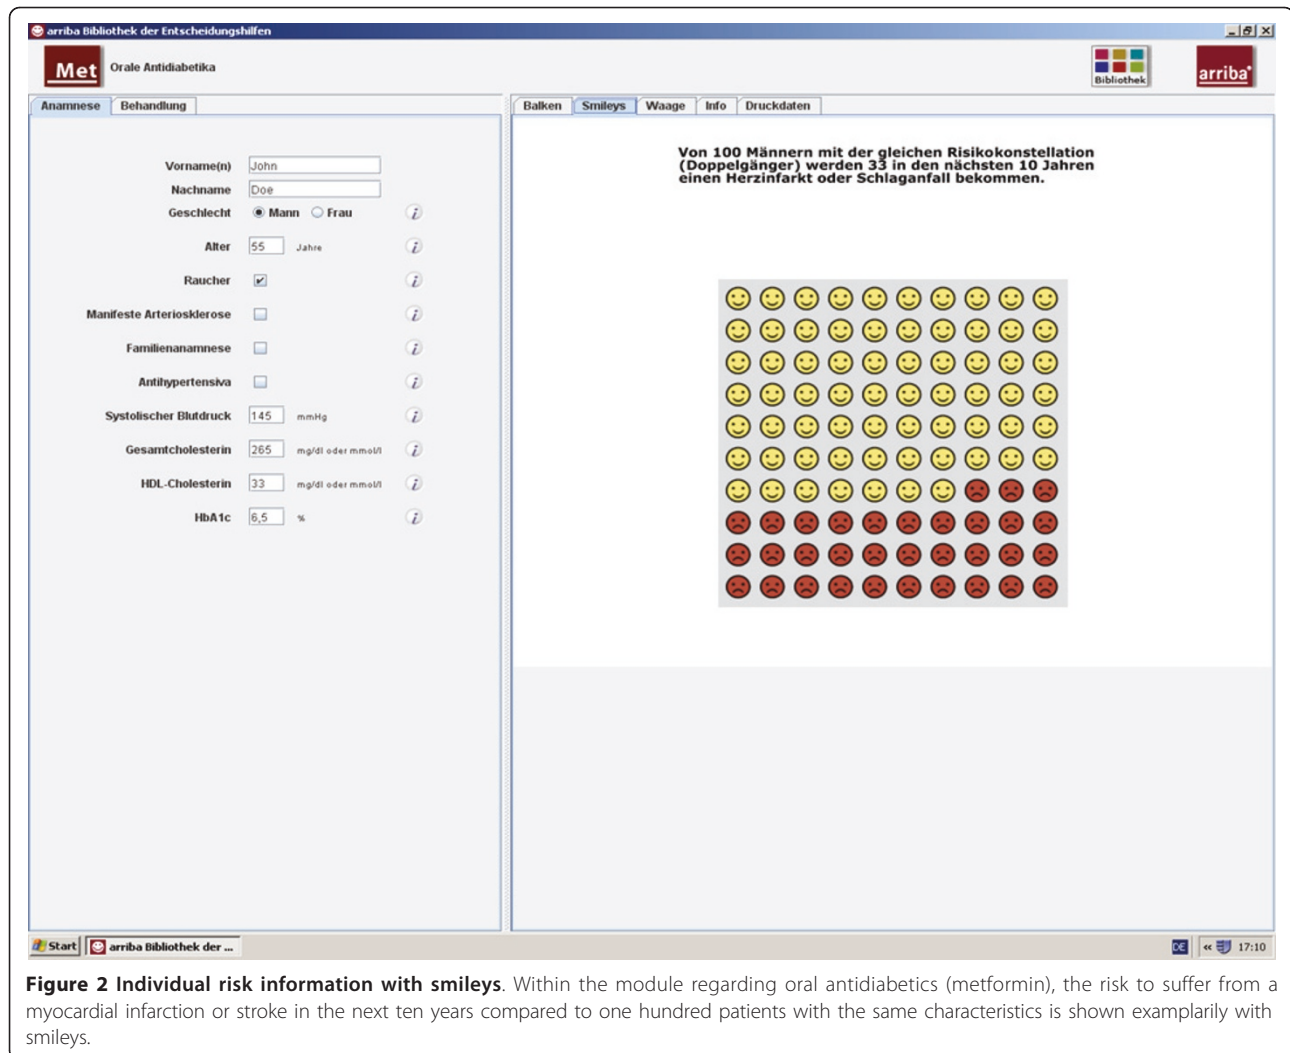 arriba Bibliothek der Entscheidungshilfen
Met Orale Antidiabetika
Bibliothek
arriba
Anamnese Behandlung
Balken Smileys Waage Info Druckdaten
Vorname(n) John
Nachname Doe
Geschlecht Mann Frau
Alter 55 Jahre
Raucher
Manifeste Arteriosklerose
Familienanamnese
Antihypertensiva
Systolischer Blutdruck 145 mmHg
Gesamtcholesterin 265 mg/dl oder mmol/l
HDL-Cholesterin 33 mg/dl oder mmol/l
HbA1c 6,5 %
Von 100 Männern mit der gleichen Risikokonstellation
(Doppelgänger) werden 33 in den nächsten 10 Jahren
einen Herzinfarkt oder Schlaganfall bekommen.
Start arriba Bibliothek der ... DE « 17:10
Figure 2 Individual risk information with smileys. Within the module regarding oral antidiabetics (metformin), the risk to suffer from a
myocardial infarction or stroke in the next ten years compared to one hundred patients with the same characteristics is shown examplarily with
smileys.